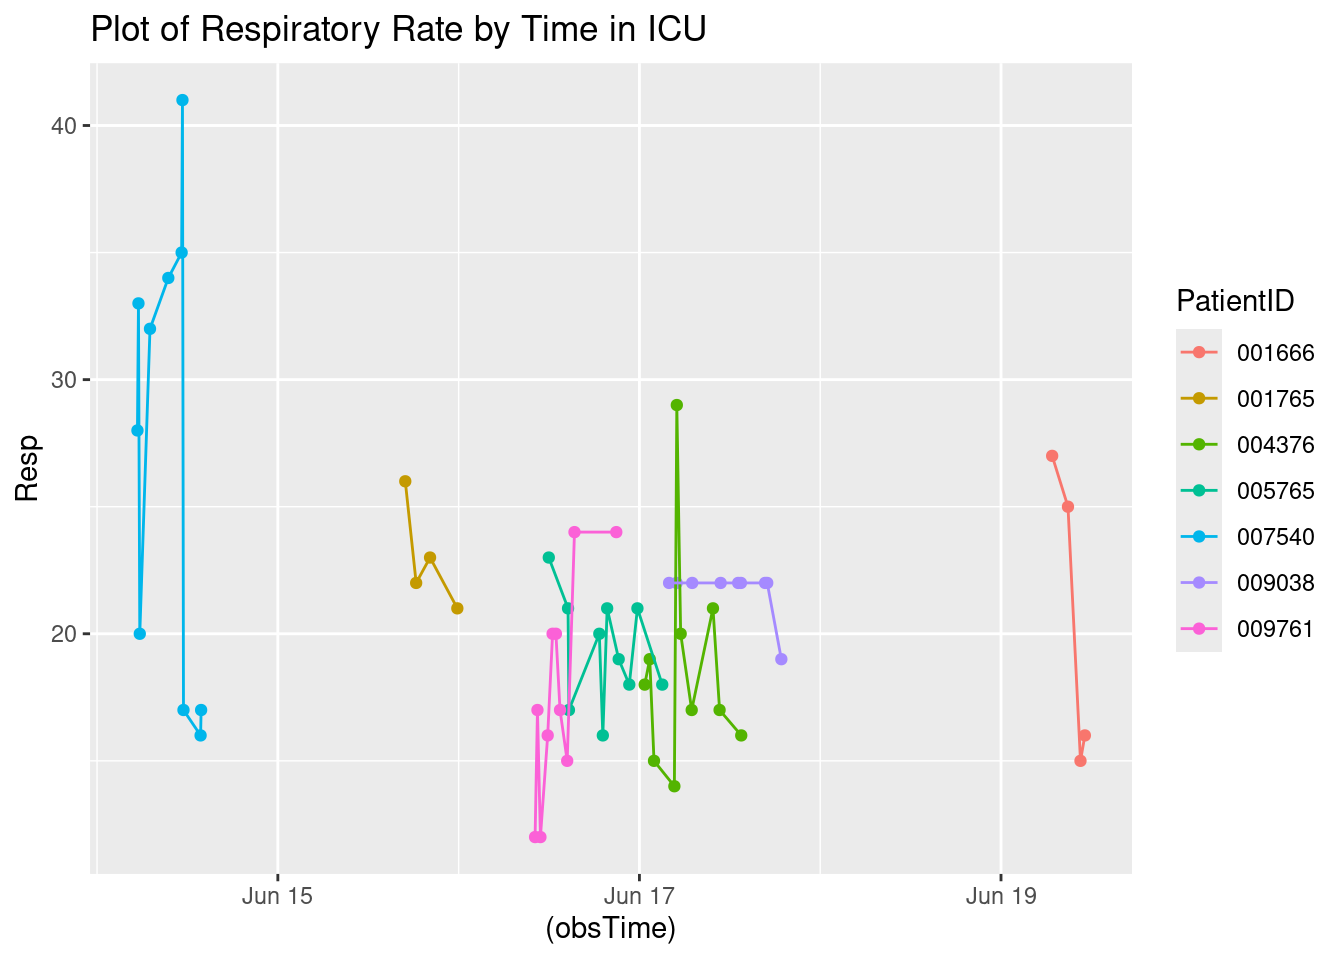 Plot of Respiratory Rate by Time in ICU
40
30
20
Resp
Jun 15
Jun 17
Jun 19
(obsTime)
PatientID
001666
001765
004376
005765
007540
009038
009761